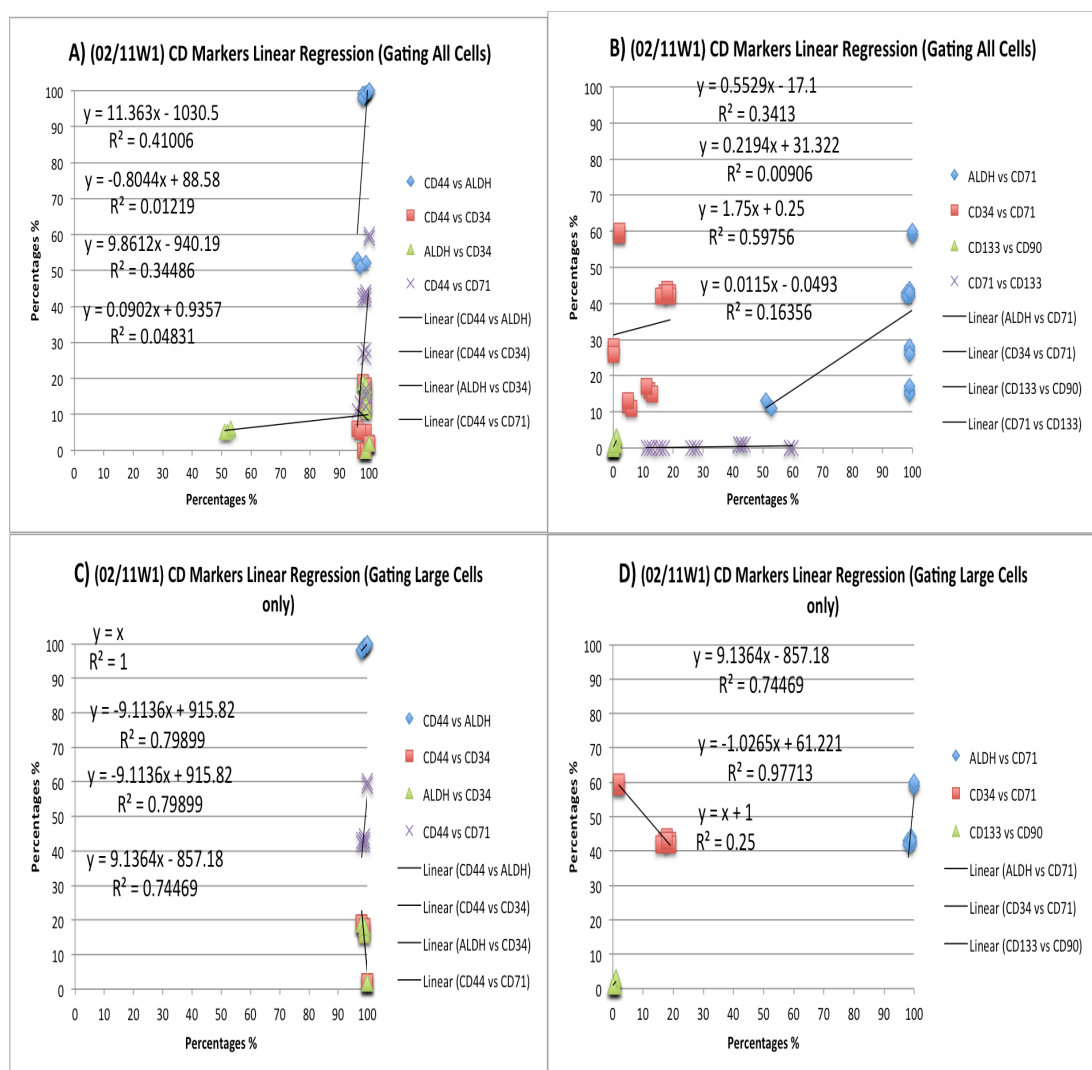 A) (02/11W1) CD Markers Linear Regression (Gating All Cells)
Percentages %
100
90
80
70
60
50
40
30
20
10
0
y = 11.363x - 1030.5
R² = 0.41006
y = -0.8044x + 88.58
R² = 0.01219
y = 9.8612x - 940.19
R² = 0.34486
y = 0.0902x + 0.9357
R² = 0.04831
0 10 20 30 40 50 60 70 80 90 100
Percentages %
CD44 vs ALDH
CD44 vs CD34
ALDH vs CD34
CD44 vs CD71
Linear (CD44 vs ALDH)
Linear (CD44 vs CD34)
Linear (ALDH vs CD34)
Linear (CD44 vs CD71)
B) (02/11W1) CD Markers Linear Regression (Gating All Cells)
Percentages %
100
90
80
70
60
50
40
30
20
10
0
y = 0.5529x - 17.1
R² = 0.3413
y = 0.2194x + 31.322
R² = 0.00906
y = 1.75x + 0.25
R² = 0.59756
y = 0.0115x - 0.0493
R² = 0.16356
0 10 20 30 40 50 60 70 80 90 100
Percentages %
ALDH vs CD71
CD34 vs CD71
CD133 vs CD90
CD71 vs CD133
Linear (ALDH vs CD71)
Linear (CD34 vs CD71)
Linear (CD133 vs CD90)
Linear (CD71 vs CD133)
C) (02/11W1) CD Markers Linear Regression (Gating Large Cells
only)
Percentages %
100
90
80
70
60
50
40
30
20
10
0
y = x
R² = 1
y = -9.1136x + 915.82
R² = 0.79899
y = -9.1136x + 915.82
R² = 0.79899
y = 9.1364x - 857.18
R² = 0.74469
0 10 20 30 40 50 60 70 80 90 100
Percentages %
CD44 vs ALDH
CD44 vs CD34
ALDH vs CD34
CD44 vs CD71
Linear (CD44 vs ALDH)
Linear (CD44 vs CD34)
Linear (ALDH vs CD34)
Linear (CD44 vs CD71)
D) (02/11W1) CD Markers Linear Regression (Gating Large Cells
only)
Percentages %
100
90
80
70
60
50
40
30
20
10
0
y = 9.1364x - 857.18
R² = 0.74469
y = -1.0265x + 61.221
R² = 0.97713
y = x + 1
R² = 0.25
0 10 20 30 40 50 60 70 80 90 100
Percentages %
ALDH vs CD71
CD34 vs CD71
CD133 vs CD90
Linear (ALDH vs CD71)
Linear (CD34 vs CD71)
Linear (CD133 vs CD90)